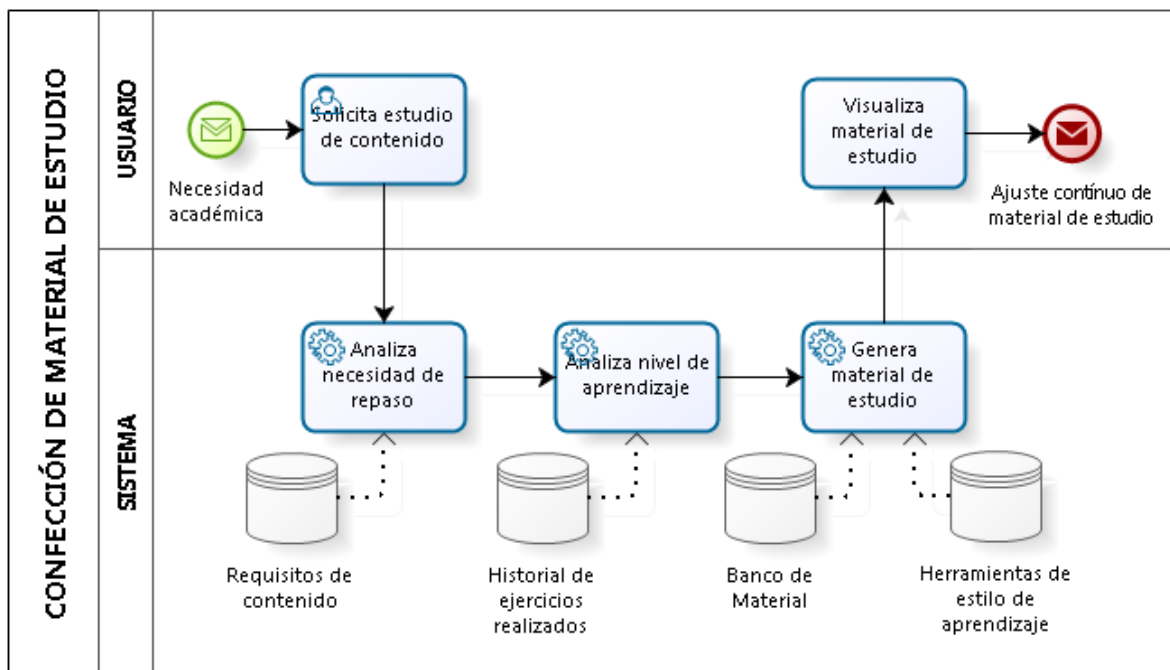 CONFECCIÓN DE MATERIAL DE ESTUDIO
USUARIO
Necesidad
académica
Solicita estudio
de contenido
Visualiza
material de
estudio
Ajuste contínuo de
material de estudio
SISTEMA
Analiza
necesidad de
repaso
Analiza nivel de
aprendizaje
Genera
material de
estudio
Requisitos de
contenido
Historial de
ejercicios
realizados
Banco de
Material
Herramientas de
estilo de
aprendizaje